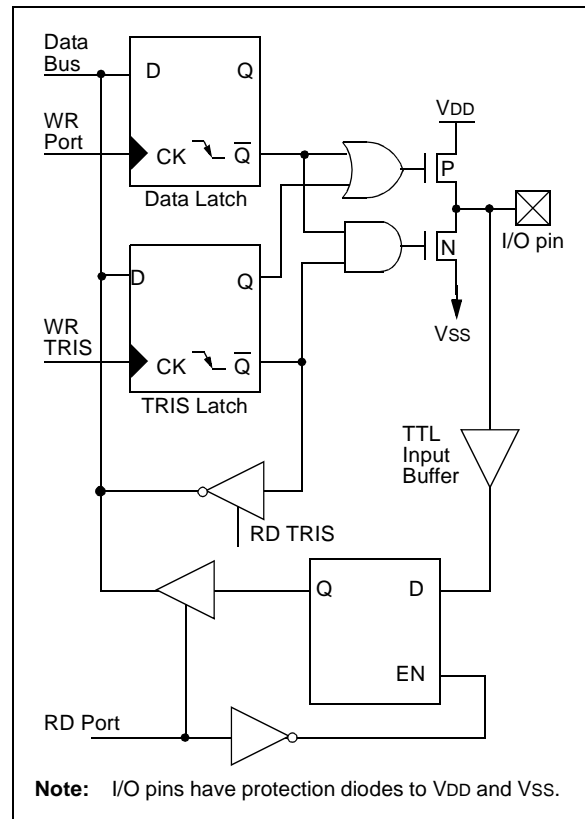 Data
Bus
D Q
WR
Port
CK Q
Data Latch
VDD
P
I/O pin
N
VSS
D Q
WR
TRIS
CK Q
TRIS Latch
TTL
Input
Buffer
RD TRIS
Q D
EN
RD Port
Note: I/O pins have protection diodes to VDD and VSS.